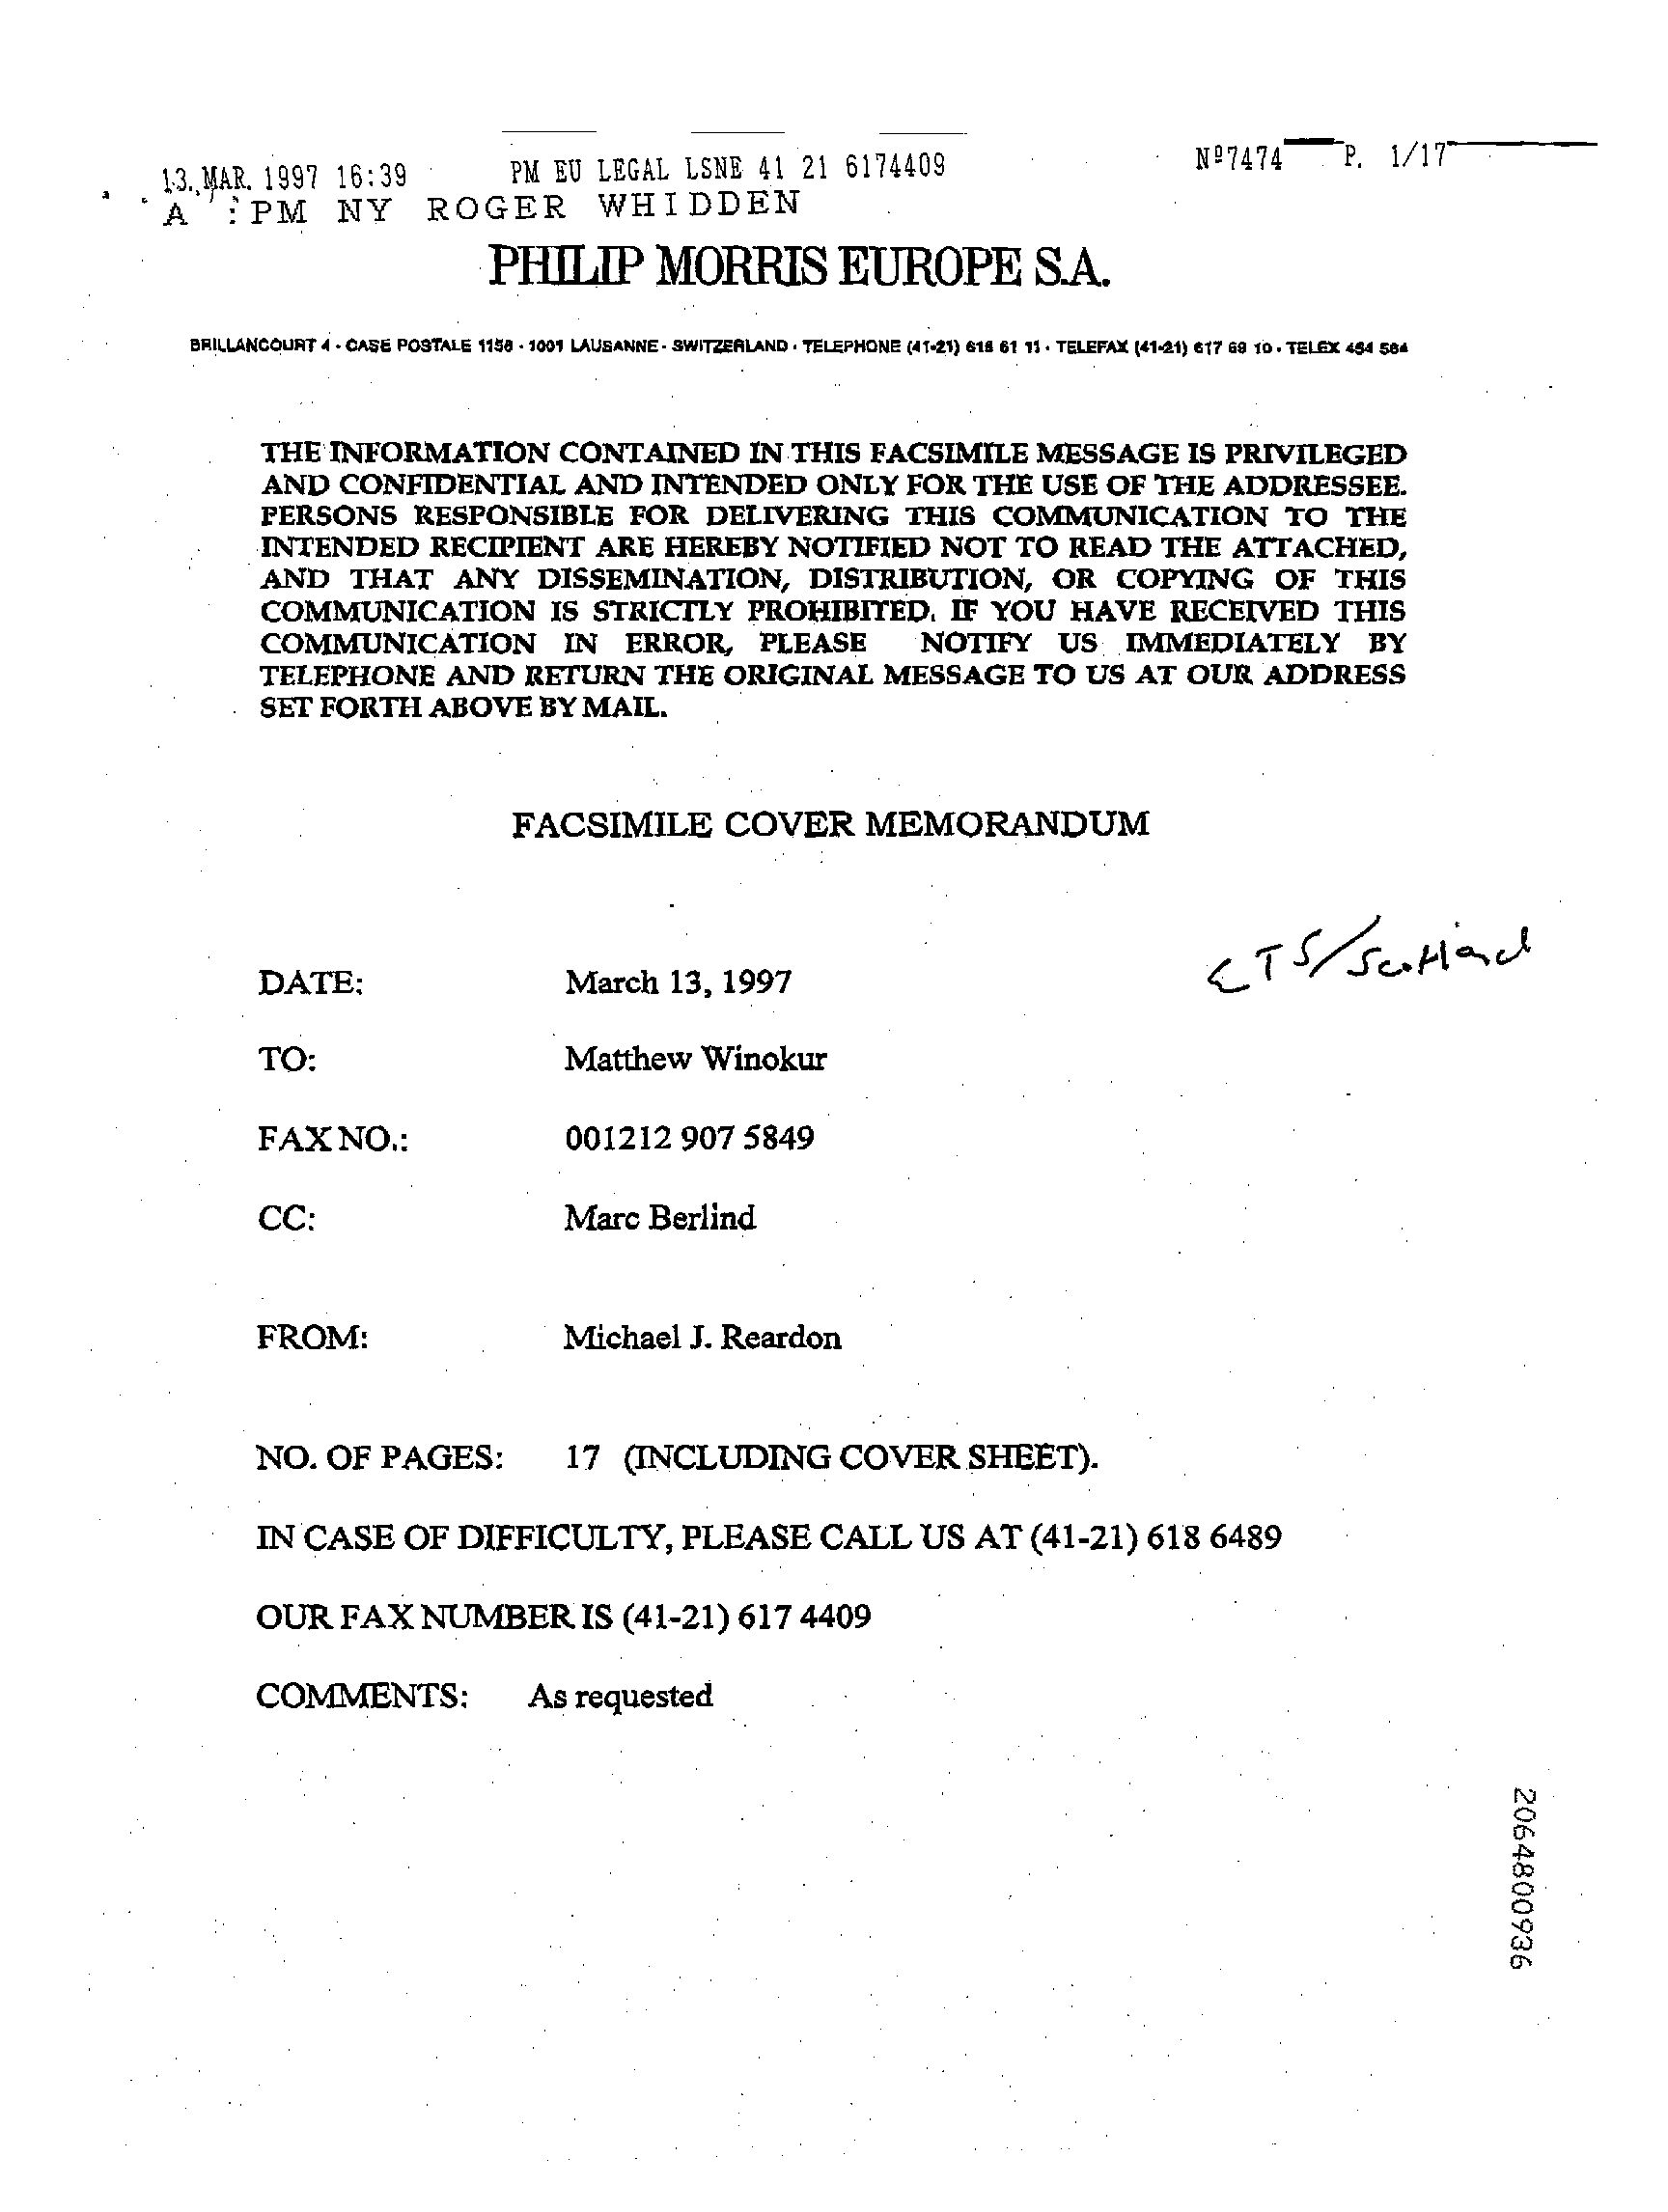 13. MAR. 1997 16:39 PM EU LEGAL LSNE 41 21 6174409 Nº7474 P. 1/17
A : PM NY ROGER WHIDDEN
PHILIP MORRIS EUROPE S.A.
BRILLANCOURT 4 - CASE POSTALE 1158 - 1001 LAUSANNE - SWITZERLAND - TELEPHONE (41-21) 618 61 11 - TELEFAX (41-21) 617 69 10 - TELEX 454 564
THE INFORMATION CONTAINED IN THIS FACSIMILE MESSAGE IS PRIVILEGED
AND CONFIDENTIAL AND INTENDED ONLY FOR THE USE OF THE ADDRESSEE.
PERSONS RESPONSIBLE FOR DELIVERING THIS COMMUNICATION TO THE
INTENDED RECIPIENT ARE HEREBY NOTIFIED NOT TO READ THE ATTACHED,
AND THAT ANY DISSEMINATION, DISTRIBUTION, OR COPYING OF THIS
COMMUNICATION IS STRICTLY PROHIBITED. IF YOU HAVE RECEIVED THIS
COMMUNICATION IN ERROR, PLEASE NOTIFY US IMMEDIATELY BY
TELEPHONE AND RETURN THE ORIGINAL MESSAGE TO US AT OUR ADDRESS
SET FORTH ABOVE BY MAIL.
FACSIMILE COVER MEMORANDUM
ETS/Scotland
DATE: March 13, 1997
TO: Matthew Winokur
FAX NO.: 001212 907 5849
CC: Marc Berlind
FROM: Michael J. Reardon
NO. OF PAGES: 17 (INCLUDING COVER SHEET).
IN CASE OF DIFFICULTY, PLEASE CALL US AT (41-21) 618 6489
OUR FAX NUMBER IS (41-21) 617 4409
COMMENTS: As requested
2064800936